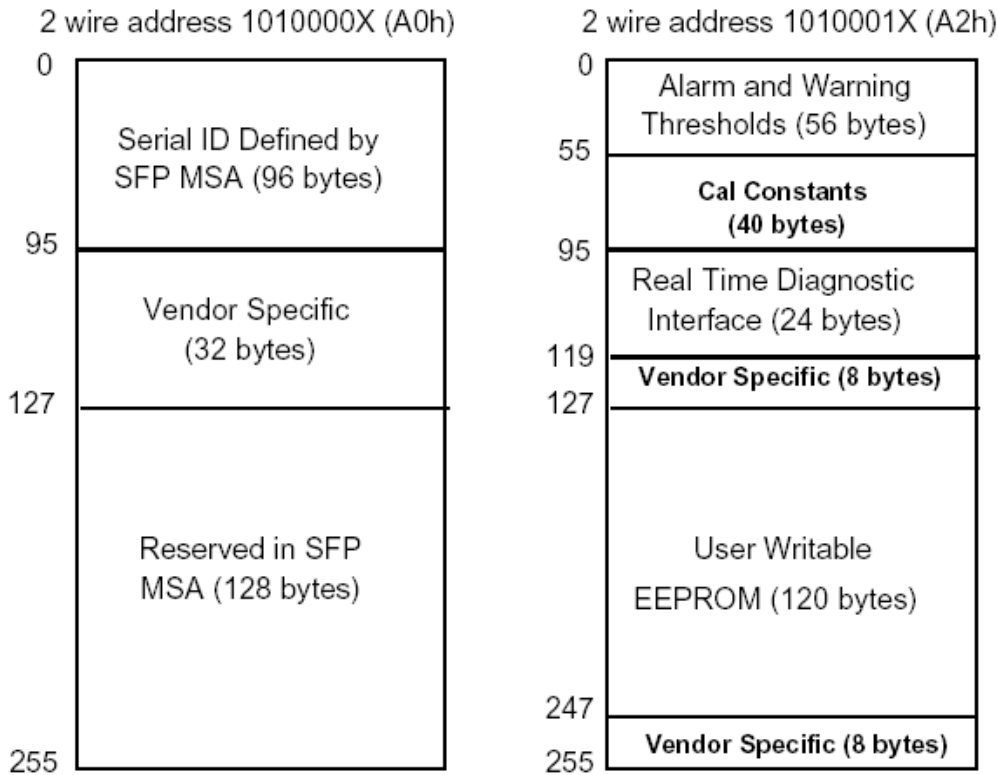 2 wire address 1010000X (A0h)
0
Serial ID Defined by
SFP MSA (96 bytes)
95
Vendor Specific
(32 bytes)
127
Reserved in SFP
MSA (128 bytes)
255
2 wire address 1010001X (A2h)
0
Alarm and Warning
Thresholds (56 bytes)
55
Cal Constants
(40 bytes)
95
Real Time Diagnostic
Interface (24 bytes)
119
Vendor Specific (8 bytes)
127
User Writable
EEPROM (120 bytes)
247
Vendor Specific (8 bytes)
255